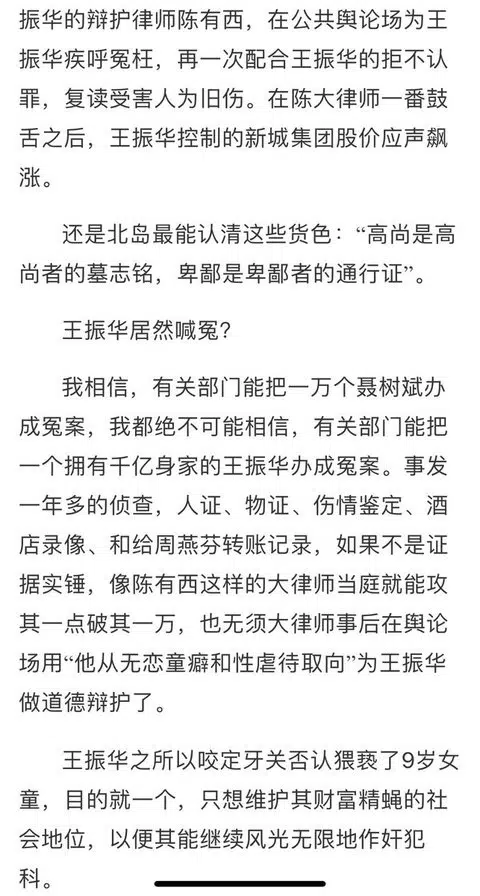 振华的辩护律师陈有西，在公共舆论场为王
振华疾呼冤枉，再一次配合王振华的拒不认
罪，复读受害人为旧伤。在陈大律师一番鼓
舌之后，王振华控制的新城集团股价应声飙
涨。
还是北岛最能认清这些货色：“高尚是高
尚者的墓志铭，卑鄙是卑鄙者的通行证”。
王振华居然喊冤？
我相信，有关部门能把一万个聂树斌办
成冤案，我都绝不可能相信，有关部门能把
一个拥有千亿身家的王振华办成冤案。事发
一年多的侦查，人证、物证、伤情鉴定、酒
店录像、和给周燕芬转账记录，如果不是证
据实锤，像陈有西这样的大律师当庭就能攻
其一点破其一万，也无须大律师事后在舆论
场用“他从无恋童癖和性虐待取向”为王振华
做道德辩护了。
王振华之所以咬定牙关否认猥亵了9岁女
童，目的就一个，只想维护其财富精蝇的社
会地位，以便其能继续风光无限地作奸犯
科。